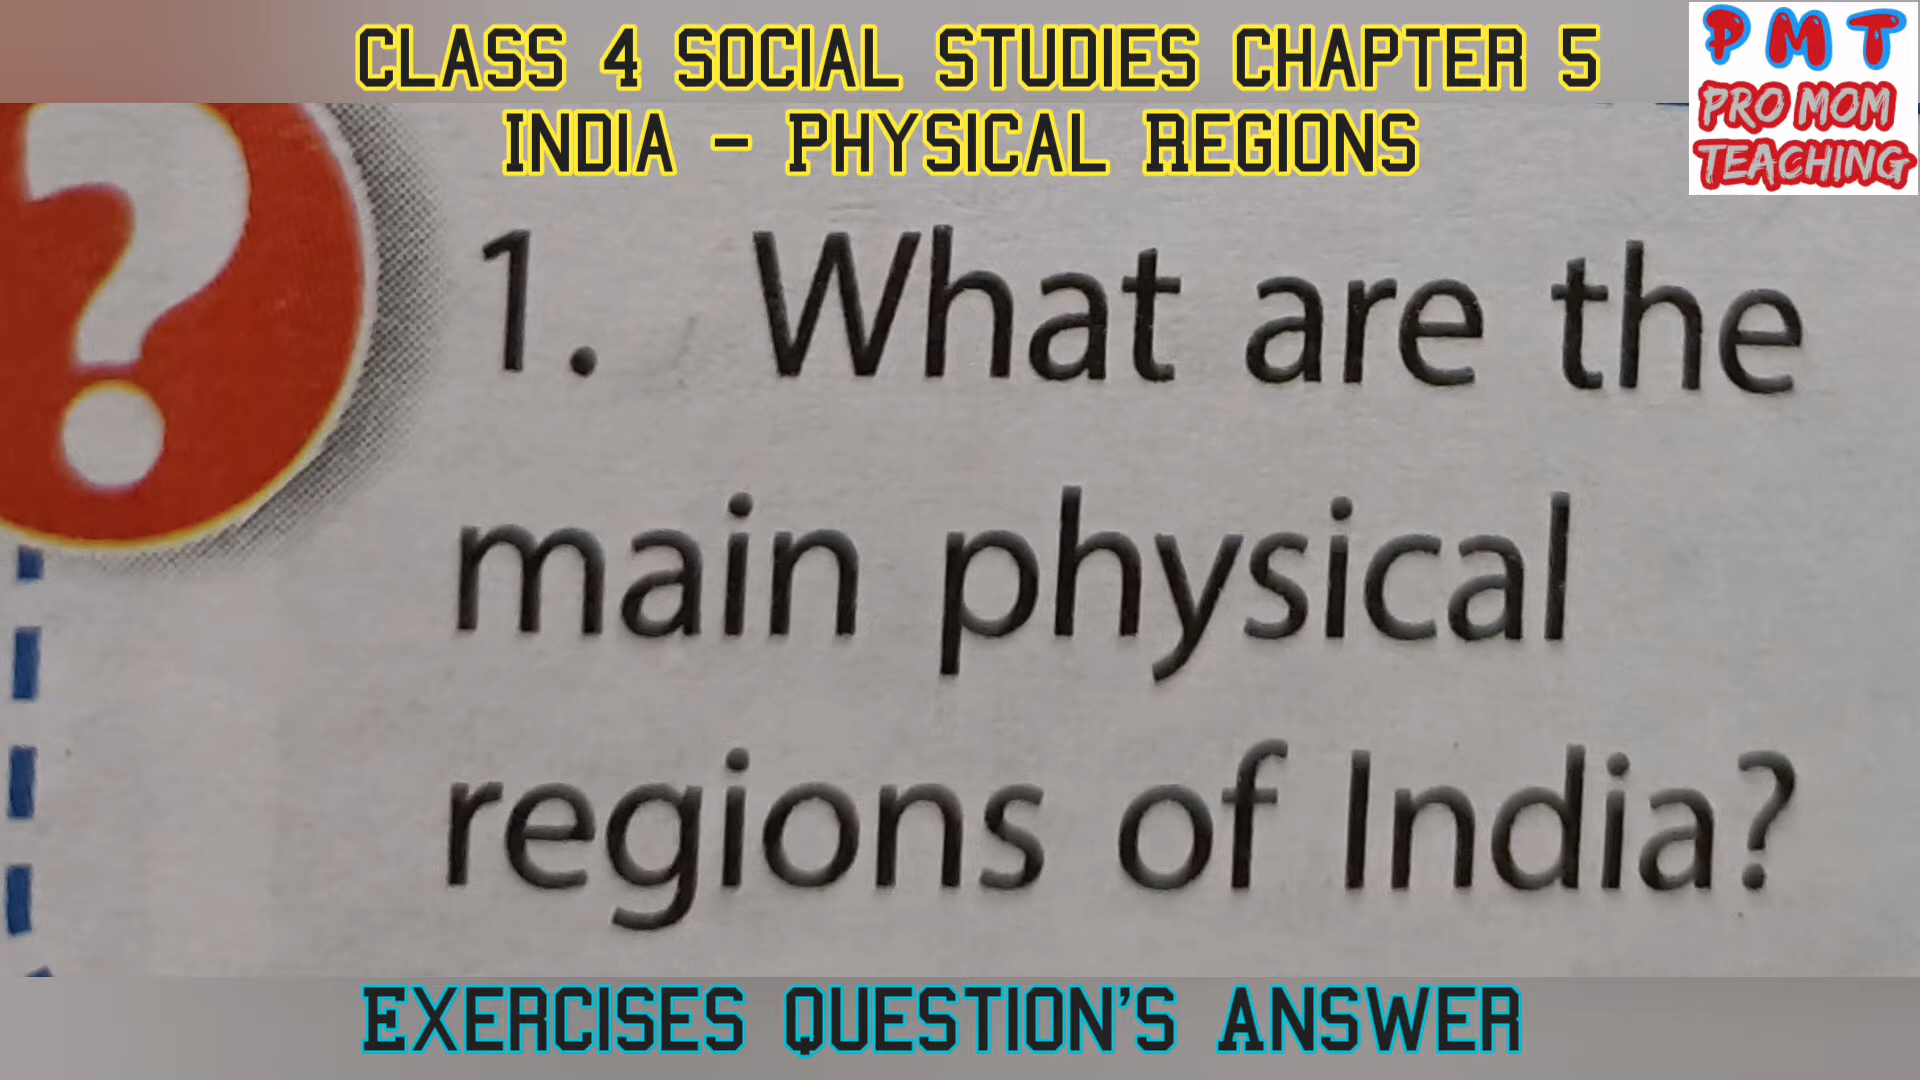 CLASS 4 SOCIAL STUDIES CHAPTER 5
INDIA - PHYSICAL REGIONS
PMT
PRO MOM
TEACHING
?
1. What are the
main physical
regions of India?
EXERCISES QUESTION'S ANSWER